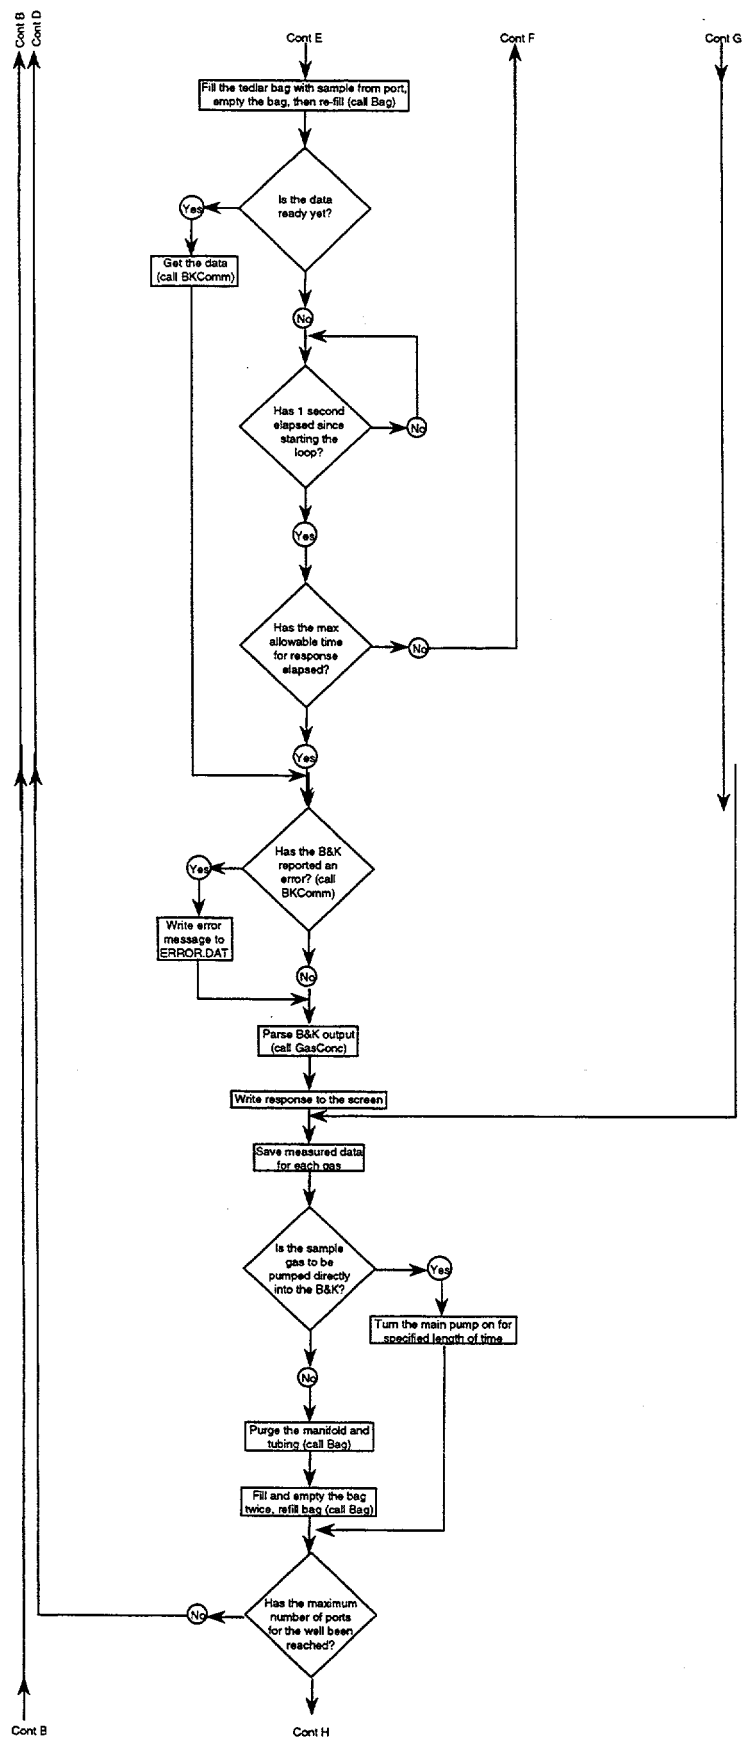 Cont B
Cont D
Cont E
Cont F
Cont G
Fill the tedlar bag with sample from port,
empty the bag, then re-fill (call Bag)
Is the data
ready yet?
Yes
Get the data
(call BKComm)
No
Has 1 second
elapsed since
starting the
loop?
No
Yes
Has the max
allowable time
for response
elapsed?
No
Yes
Has the B&K
reported an
error? (call
BKComm)
Yes
Write error
message to
ERROR.DAT
No
Parse B&K output
(call GasConc)
Write response to the screen
Save measured data
for each gas
Is the sample
gas to be
pumped directly
into the B&K?
Yes
Turn the main pump on for
specified length of time
No
Purge the manifold and
tubing (call Bag)
Fill and empty the bag
twice, refill bag (call Bag)
Has the maximum
number of ports
for the well been
reached?
No
Cont B
Cont H